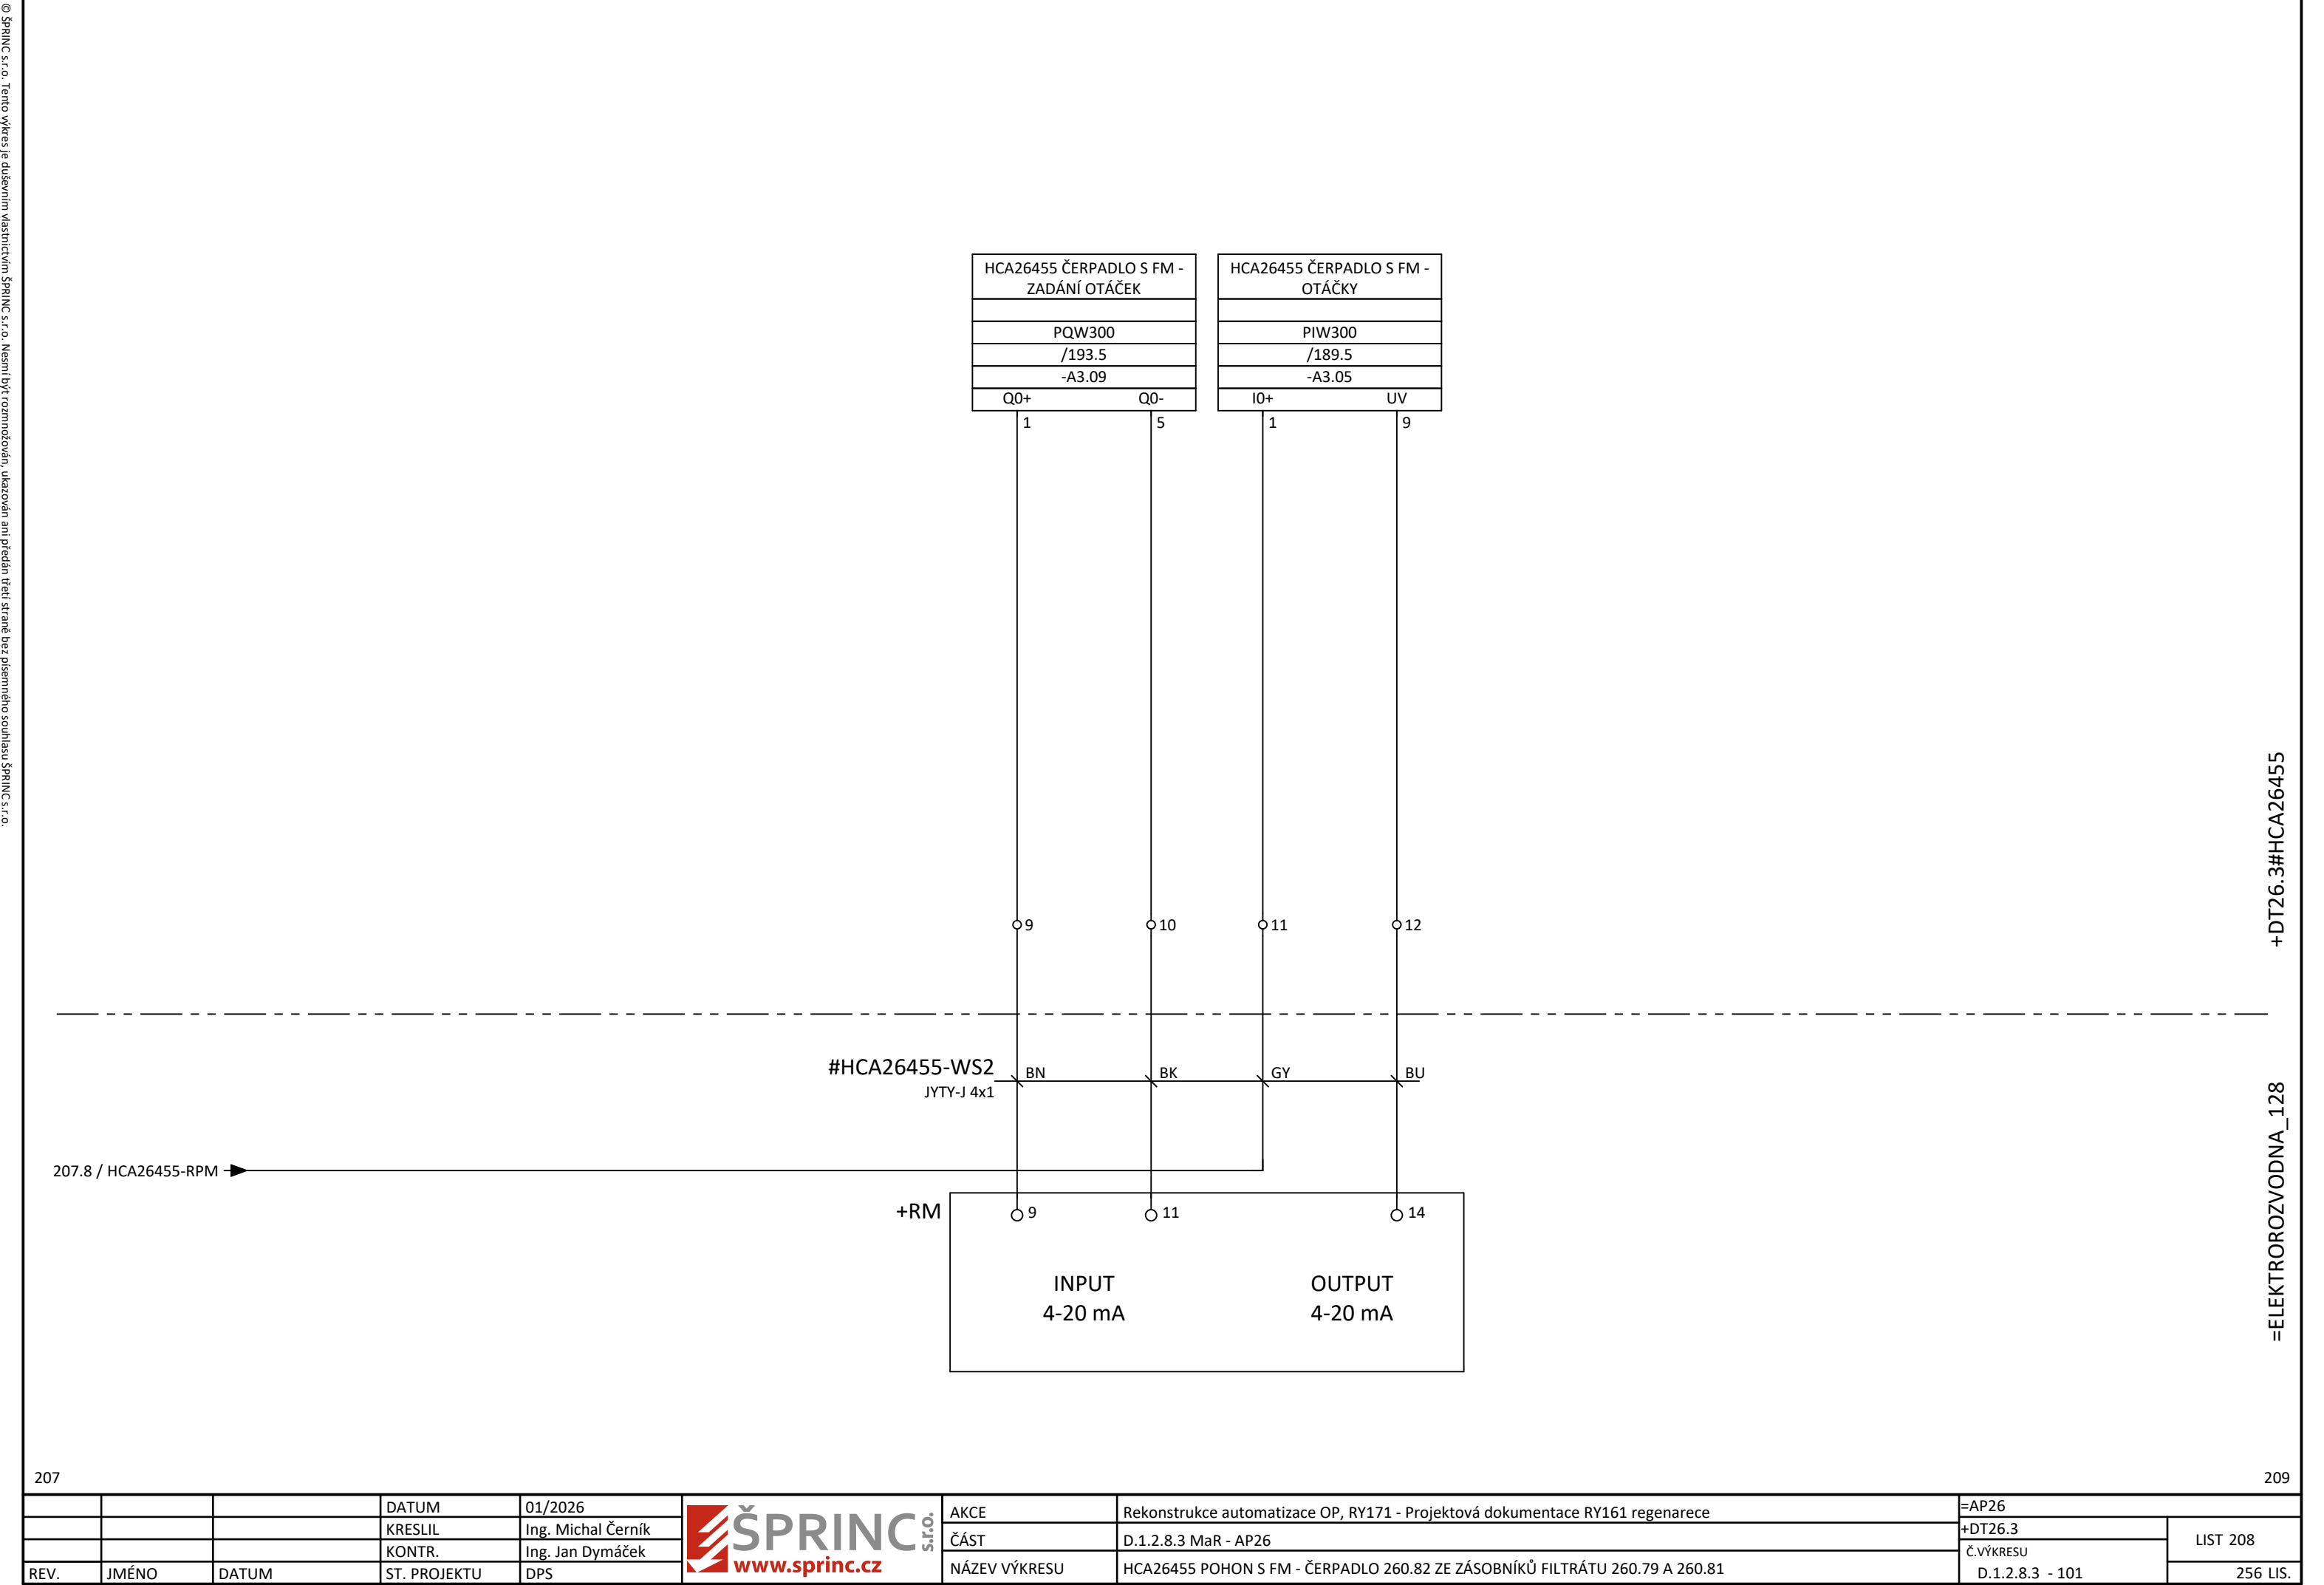 © ŠPRINC s.r.o. Tento výkres je duševním vlastnictvím ŠPRINC s.r.o. Nesmí být rozmnožován, ukazován ani předán třetí straně bez písemného souhlasu ŠPRINC s.r.o.
HCA26455 ČERPADLO S FM -
ZADÁNÍ OTÁČEK
PQW300
/193.5
-A3.09
Q0+ Q0-
1 5
HCA26455 ČERPADLO S FM -
OTÁČKY
PIW300
/189.5
-A3.05
I0+ UV
1 9
9 10 11 12
+DT26.3#HCA26455
#HCA26455-WS2
JYTY-J 4x1
BN BK GY BU
=ELEKTROROZVODNA_128
207.8 / HCA26455-RPM
+RM
9 11 14
INPUT
4-20 mA
OUTPUT
4-20 mA
207
209
DATUM 01/2026
KRESLIL Ing. Michal Černík
KONTR. Ing. Jan Dymáček
REV. JMÉNO DATUM ST. PROJEKTU DPS
ŠPRINC s.r.o.
www.sprinc.cz
AKCE Rekonstrukce automatizace OP, RY171 - Projektová dokumentace RY161 regenarece
ČÁST D.1.2.8.3 MaR - AP26
NÁZEV VÝKRESU HCA26455 POHON S FM - ČERPADLO 260.82 ZE ZÁSOBNÍKŮ FILTRÁTU 260.79 A 260.81
=AP26
+DT26.3
Č.VÝKRESU
D.1.2.8.3 - 101
LIST 208
256 LIS.